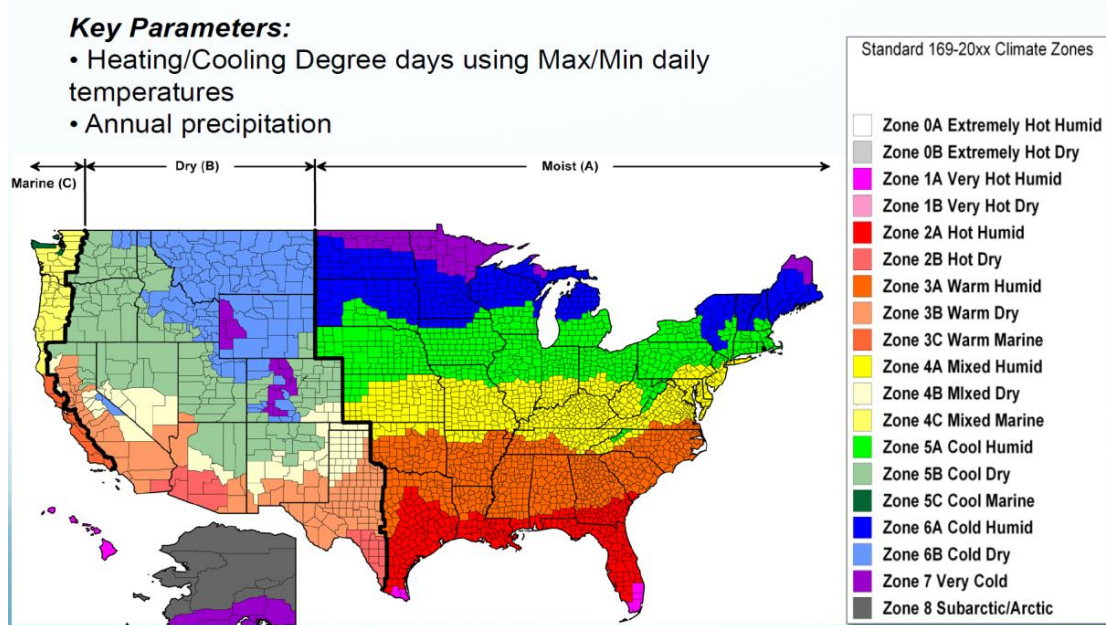 Key Parameters:
• Heating/Cooling Degree days using Max/Min daily
temperatures
• Annual precipitation
Marine (C)
Dry (B)
Moist (A)
Standard 169-20xx Climate Zones
Zone 0A Extremely Hot Humid
Zone 0B Extremely Hot Dry
Zone 1A Very Hot Humid
Zone 1B Very Hot Dry
Zone 2A Hot Humid
Zone 2B Hot Dry
Zone 3A Warm Humid
Zone 3B Warm Dry
Zone 3C Warm Marine
Zone 4A Mixed Humid
Zone 4B MIxed Dry
Zone 4C Mixed Marine
Zone 5A Cool Humid
Zone 5B Cool Dry
Zone 5C Cool Marine
Zone 6A Cold Humid
Zone 6B Cold Dry
Zone 7 Very Cold
Zone 8 Subarctic/Arctic